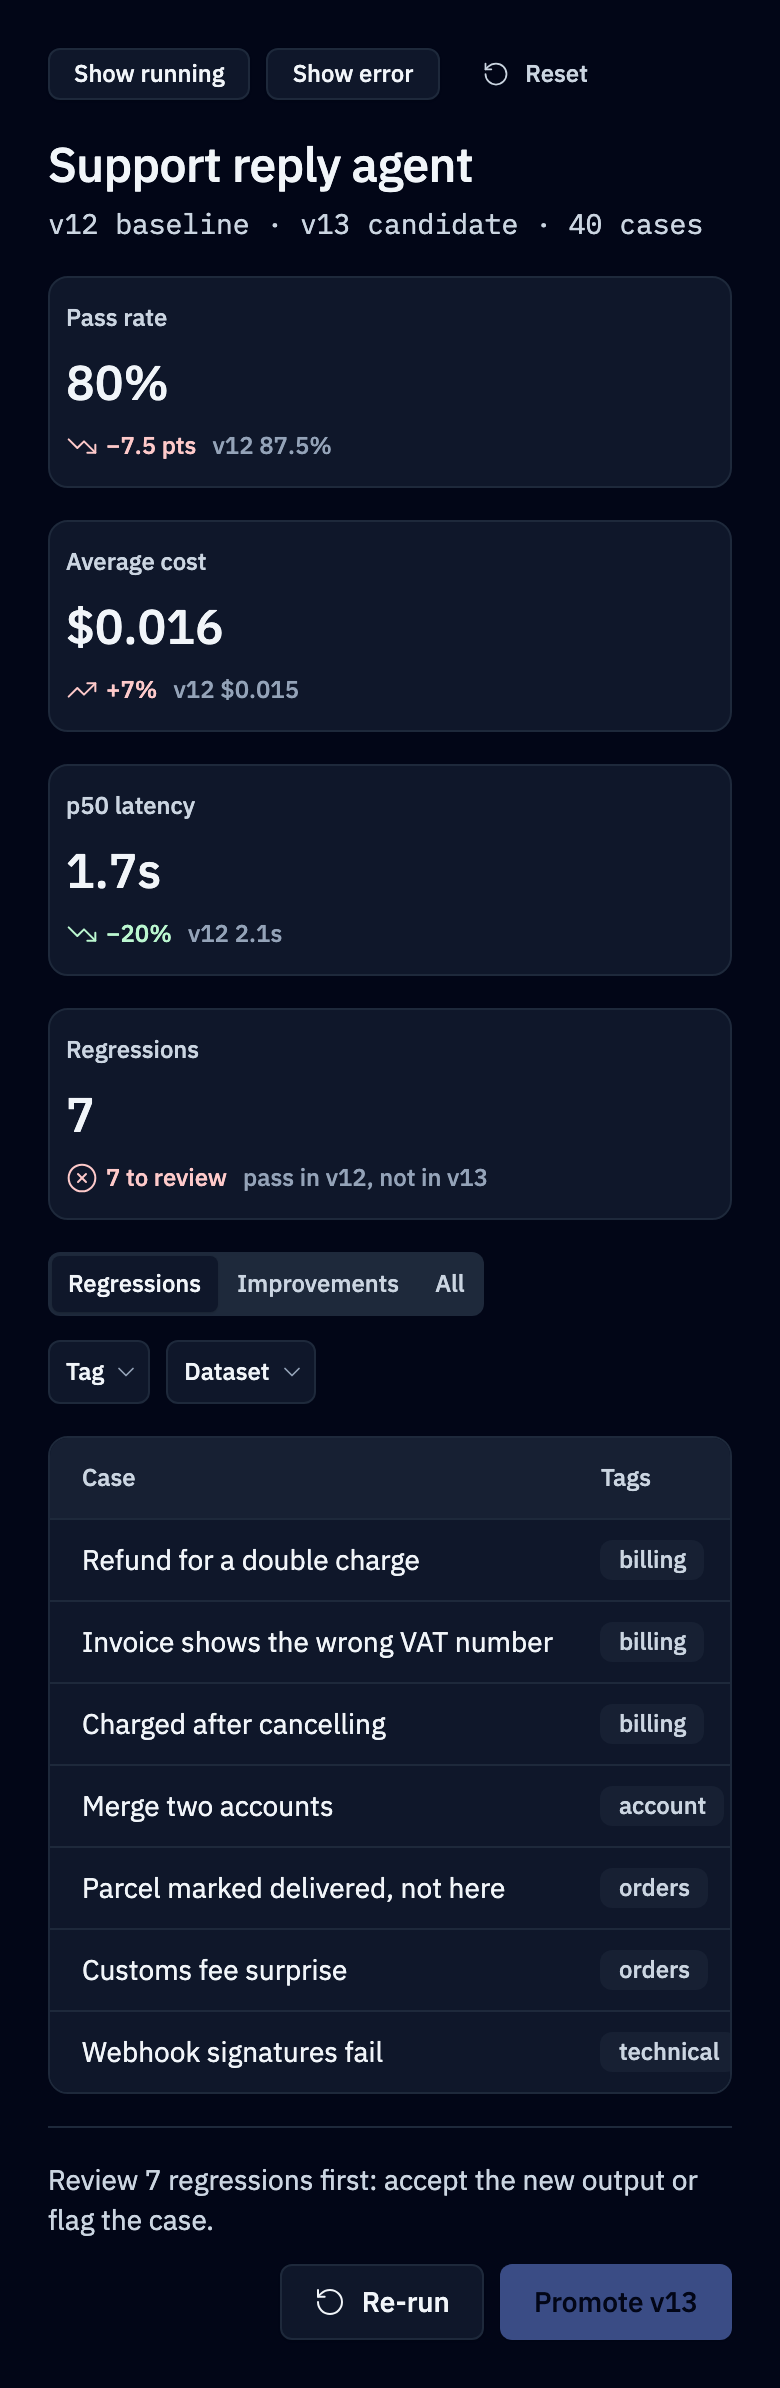 Show running
Show error
Reset
Support reply agent
v12 baseline · v13 candidate · 40 cases
Pass rate
80%
−7.5 pts v12 87.5%
Average cost
$0.016
+7% v12 $0.015
p50 latency
1.7s
−20% v12 2.1s
Regressions
7
7 to review pass in v12, not in v13
Regressions Improvements All
Tag Dataset
Case Tags
Refund for a double charge billing
Invoice shows the wrong VAT number billing
Charged after cancelling billing
Merge two accounts account
Parcel marked delivered, not here orders
Customs fee surprise orders
Webhook signatures fail technical
Review 7 regressions first: accept the new output or
flag the case.
Re-run Promote v13